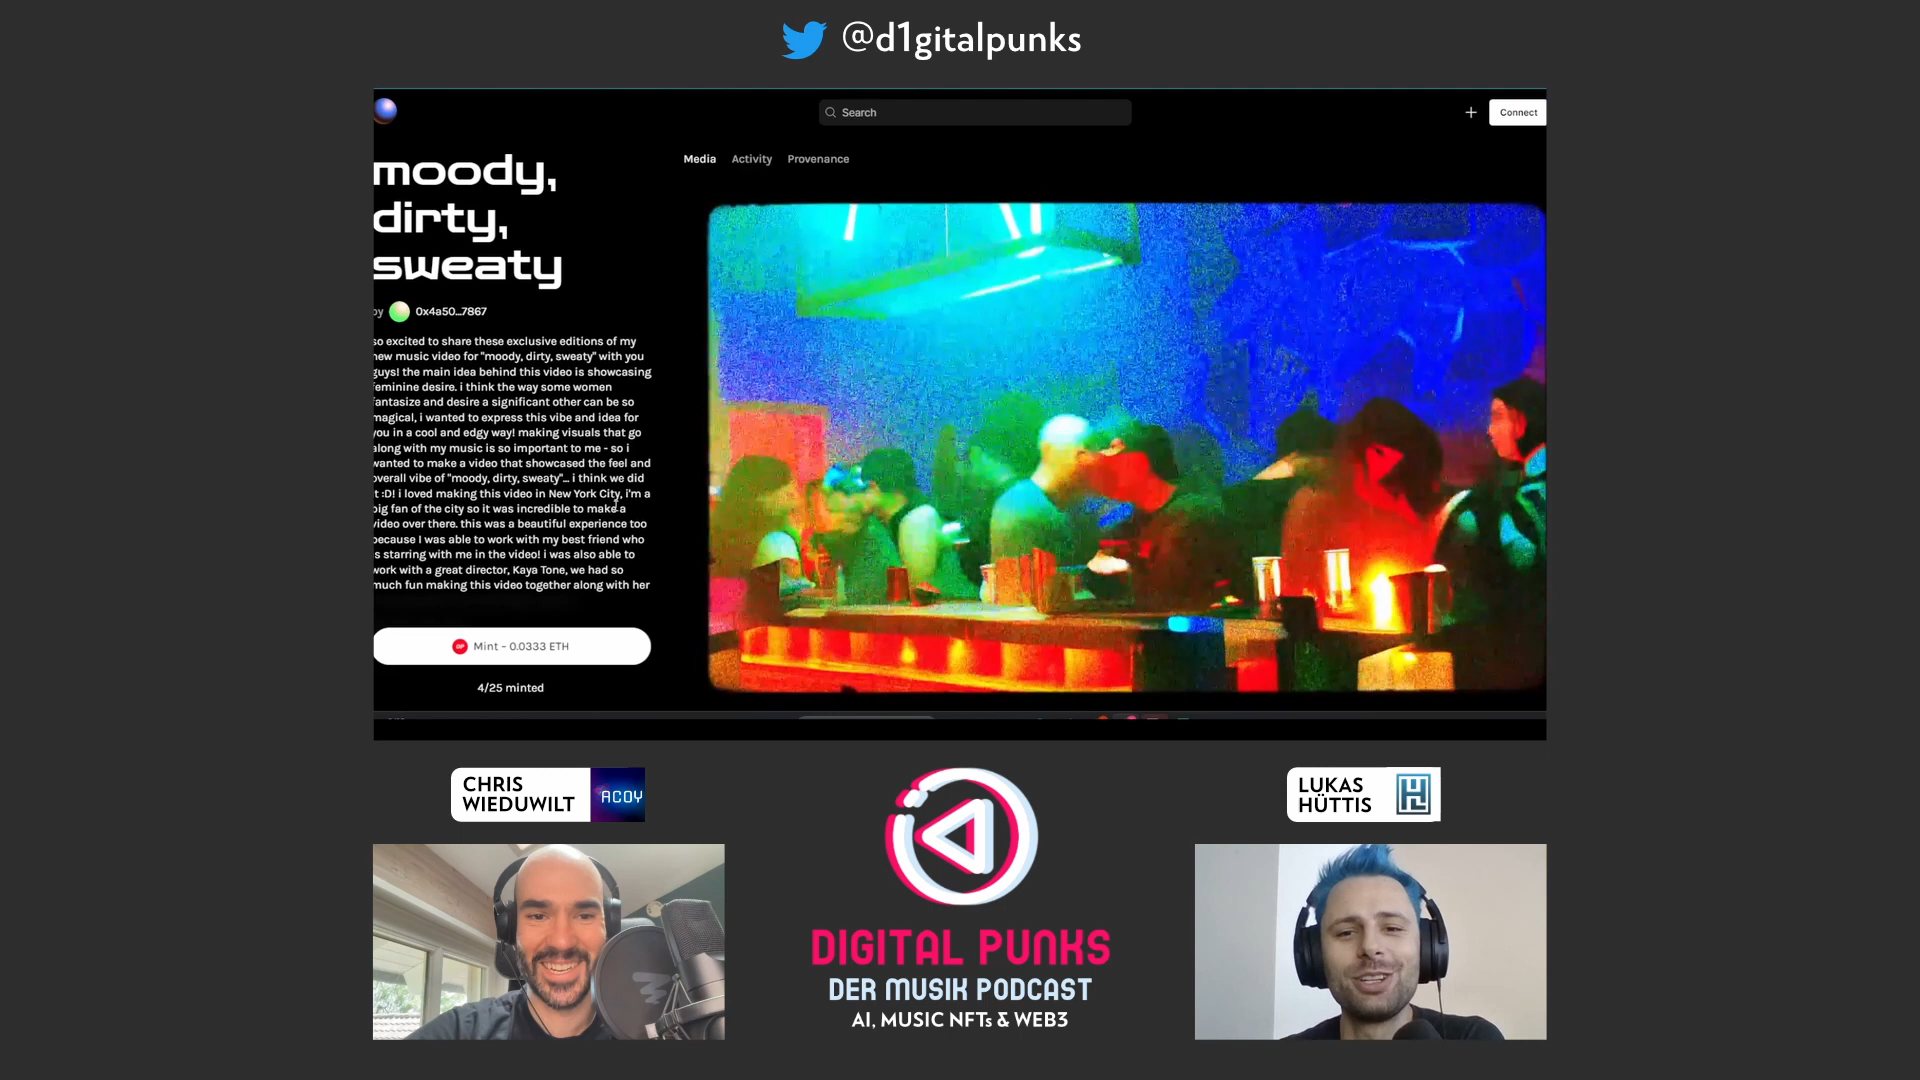 @d1gitalpunks
Search
+
Connect
Media Activity Provenance
moody,
dirty,
sweaty
by 0x4a50...7867
so excited to share these exclusive editions of my
new music video for "moody, dirty, sweaty" with you
guys! the main idea behind this video is showcasing
feminine desire. i think the way some women
fantasize and desire a significant other can be so
magical, i wanted to express this vibe and idea for
you in a cool and edgy way! making visuals that go
along with my music is so important to me - so i
wanted to make a video that showcased the feel and
overall vibe of "moody, dirty, sweaty"... i think we did
it :D! i loved making this video in New York City, i'm a
big fan of the city so it was incredible to make a
video over there. this was a beautiful experience too
because I was able to work with my best friend who
is starring with me in the video! i was also able to
work with a great director, Kaya Tone, we had so
much fun making this video together along with her
OP Mint - 0.0333 ETH
4/25 minted
CHRIS
WIEDUWILT
ACOY
LUKAS
HÜTTIS
DIGITAL PUNKS
DER MUSIK PODCAST
AI, MUSIC NFTs & WEB3